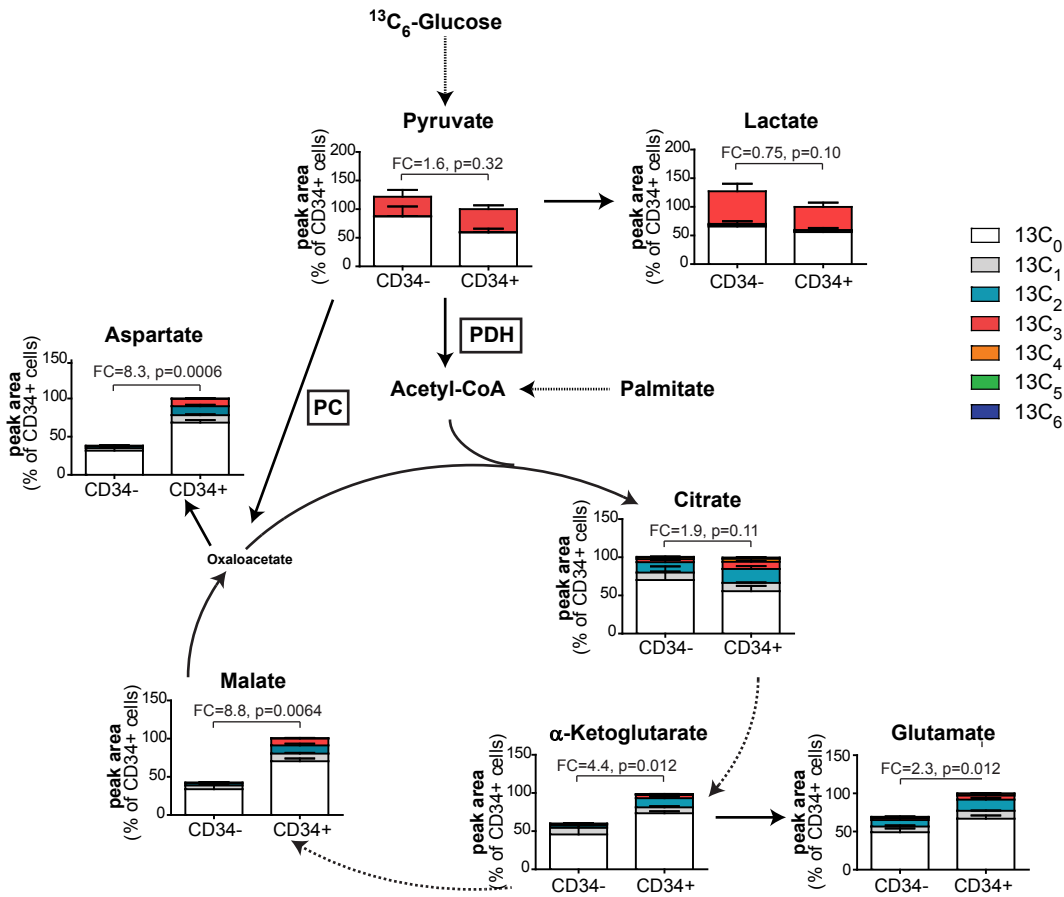 ¹³C₆-Glucose
Pyruvate
peak area
(% of CD34+ cells)
200
150
100
50
0
FC=1.6, p=0.32
CD34-
CD34+
Lactate
peak area
(% of CD34+ cells)
200
150
100
50
0
FC=0.75, p=0.10
CD34-
CD34+
13C₀
13C₁
13C₂
13C₃
13C₄
13C₅
13C₆
PDH
PC
Acetyl-CoA
Palmitate
Aspartate
peak area
(% of CD34+ cells)
150
100
50
0
FC=8.3, p=0.0006
CD34-
CD34+
Oxaloacetate
Citrate
peak area
(% of CD34+ cells)
150
100
50
0
FC=1.9, p=0.11
CD34-
CD34+
Malate
peak area
(% of CD34+ cells)
150
100
50
0
FC=8.8, p=0.0064
CD34-
CD34+
α-Ketoglutarate
peak area
(% of CD34+ cells)
150
100
50
0
FC=4.4, p=0.012
CD34-
CD34+
Glutamate
peak area
(% of CD34+ cells)
150
100
50
0
FC=2.3, p=0.012
CD34-
CD34+